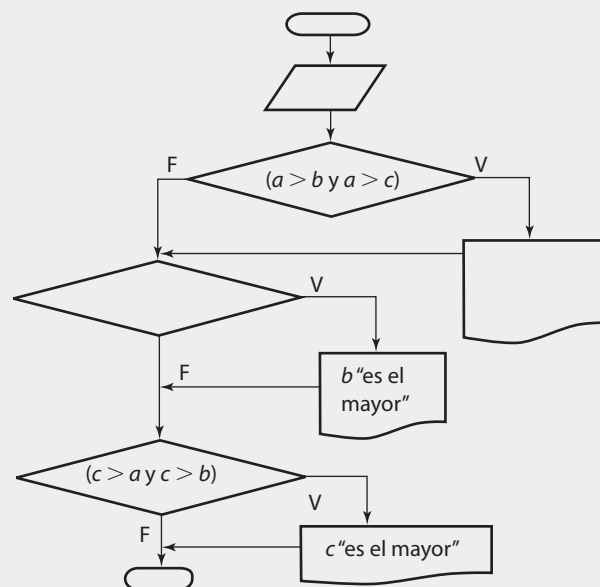 F
V
(a > b y a > c)
V
F
b “es el
mayor”
(c > a y c > b)
V
F
c “es el mayor”